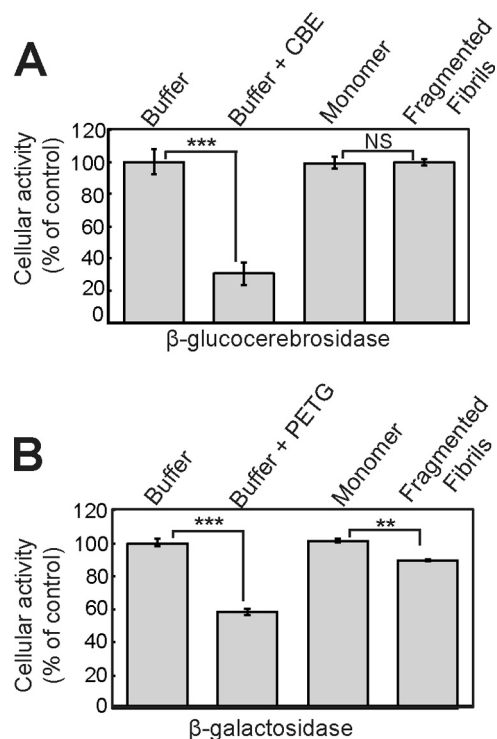 A
Buffer
Buffer + CBE
Monomer
Fragmented
Fibrils
Cellular activity
(% of control)
120
100
80
60
40
20
0
***
NS
β-glucocerebrosidase
B
Buffer
Buffer + PETG
Monomer
Fragmented
Fibrils
Cellular activity
(% of control)
120
100
80
60
40
20
0
***
**
β-galactosidase